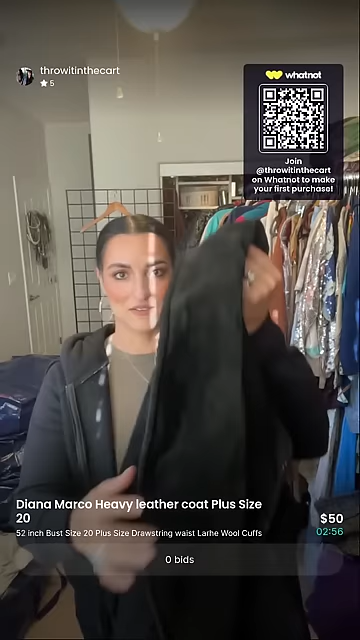 throwitinthecart
★ 5
whatnot
Join
@throwitinthecart
on Whatnot to make
your first purchase!
Diana Marco Heavy leather coat Plus Size
20
$50
52 inch Bust Size 20 Plus Size Drawstring waist Larhe Wool Cuffs
02:56
0 bids